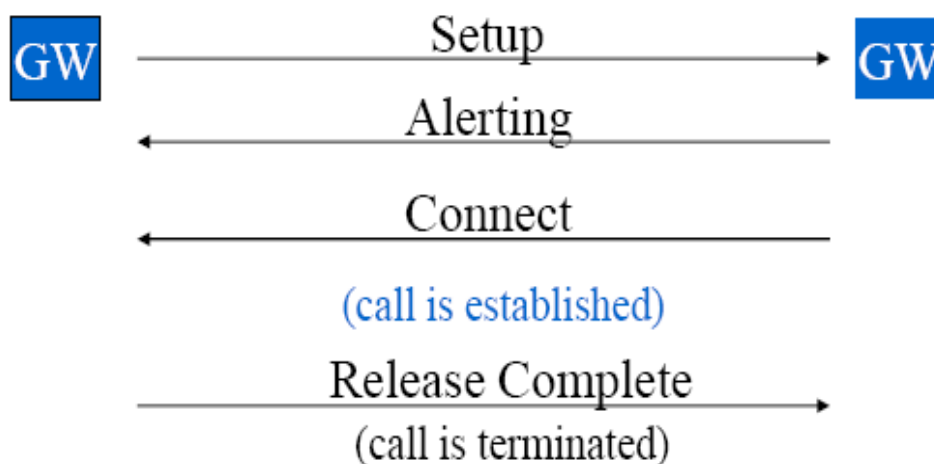 GW
Setup
GW
Alerting
Connect
(call is established)
Release Complete
(call is terminated)